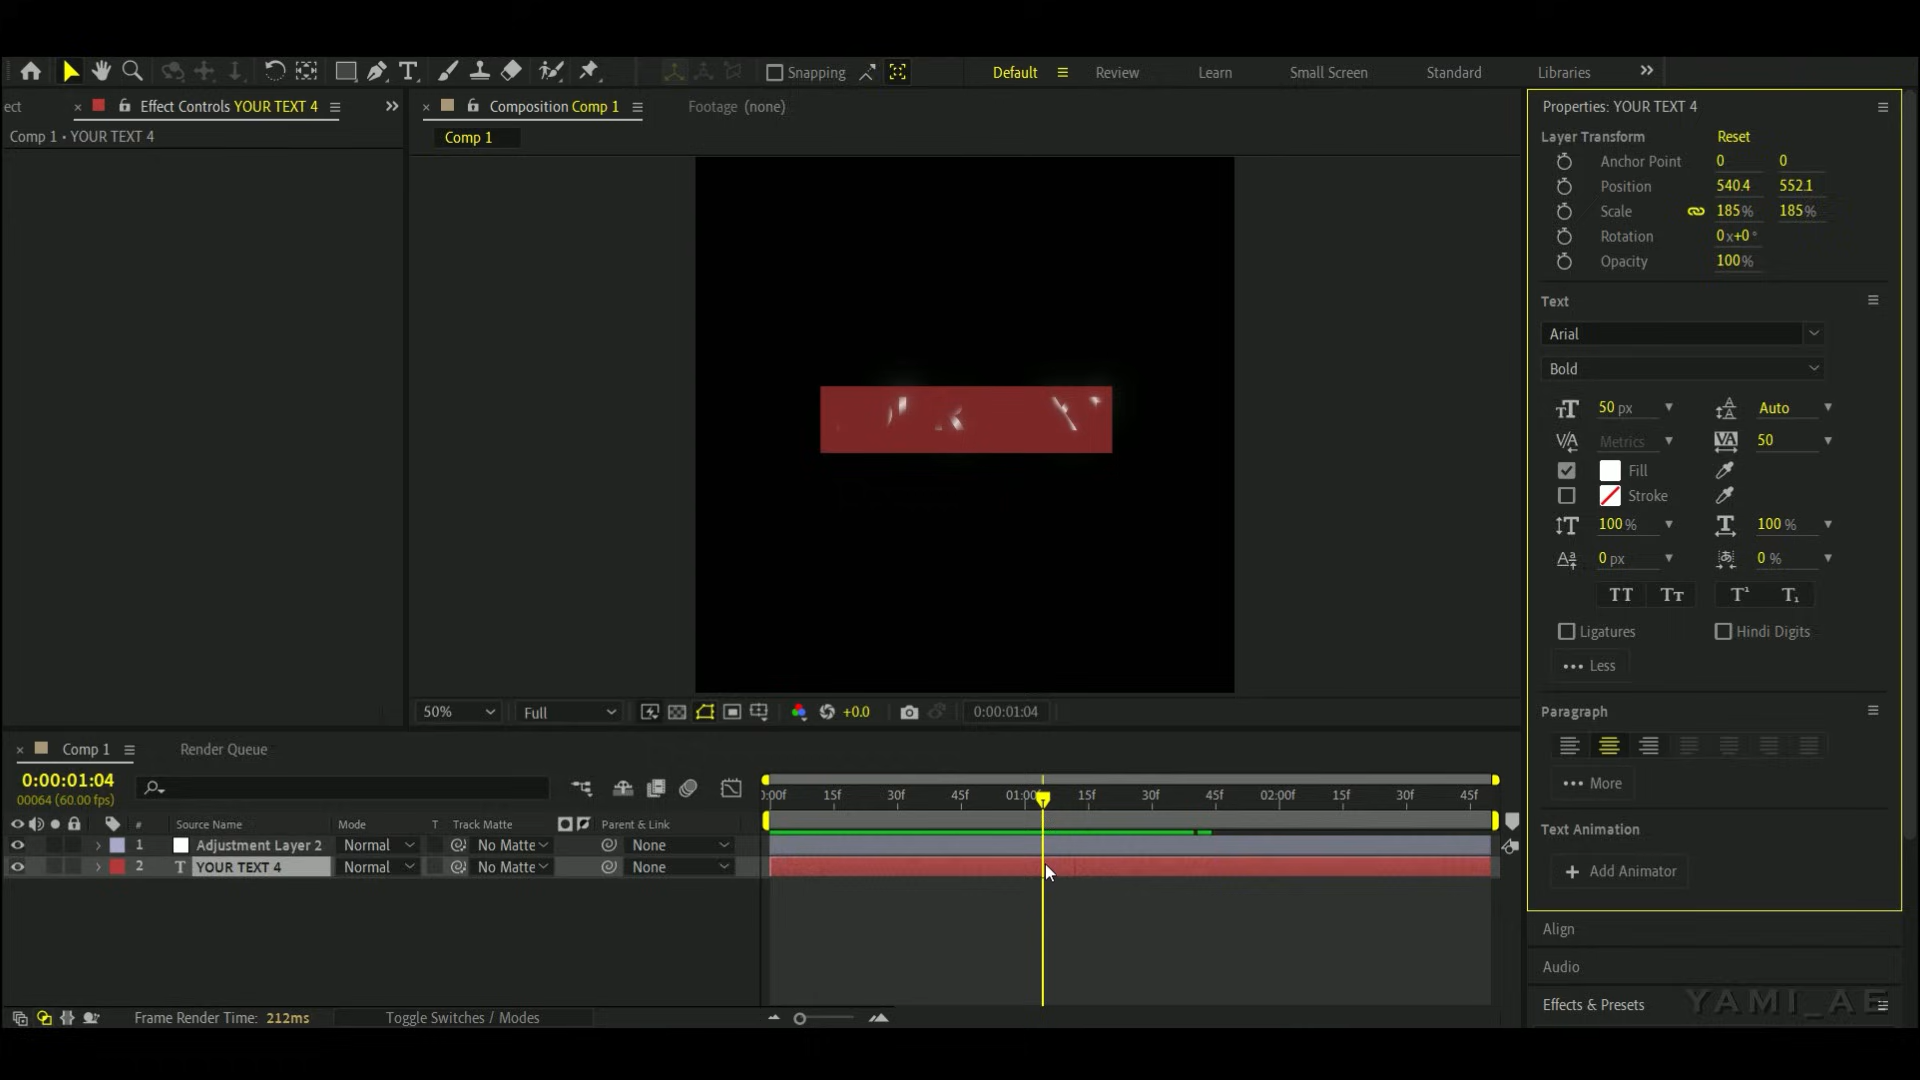 Snapping
Default
Review
Learn
Small Screen
Standard
Libraries
ect
Effect Controls YOUR TEXT 4
Composition Comp 1
Footage (none)
Properties: YOUR TEXT 4
Comp 1 • YOUR TEXT 4
Comp 1
Layer Transform
Reset
Anchor Point 0 0
Position 540.4 552.1
Scale 185% 185%
Rotation 0x+0°
Opacity 100%
Text
Arial
Bold
50 px Auto
Metrics 50
Fill
Stroke
100 % 100 %
0 px 0 %
TT Tт T¹ T₁
Ligatures Hindi Digits
Less
Paragraph
More
Text Animation
Add Animator
Align
Audio
Effects & Presets
YAMI_AE
50% Full +0.0 0:00:01:04
Comp 1 Render Queue
0:00:01:04
00064 (60.00 fps)
0:00f 15f 30f 45f 01:00f 15f 30f 45f 02:00f 15f 30f 45f
# Source Name Mode T Track Matte Parent & Link
1 Adjustment Layer 2 Normal No Matte None
2 T YOUR TEXT 4 Normal No Matte None
Frame Render Time: 212ms Toggle Switches / Modes